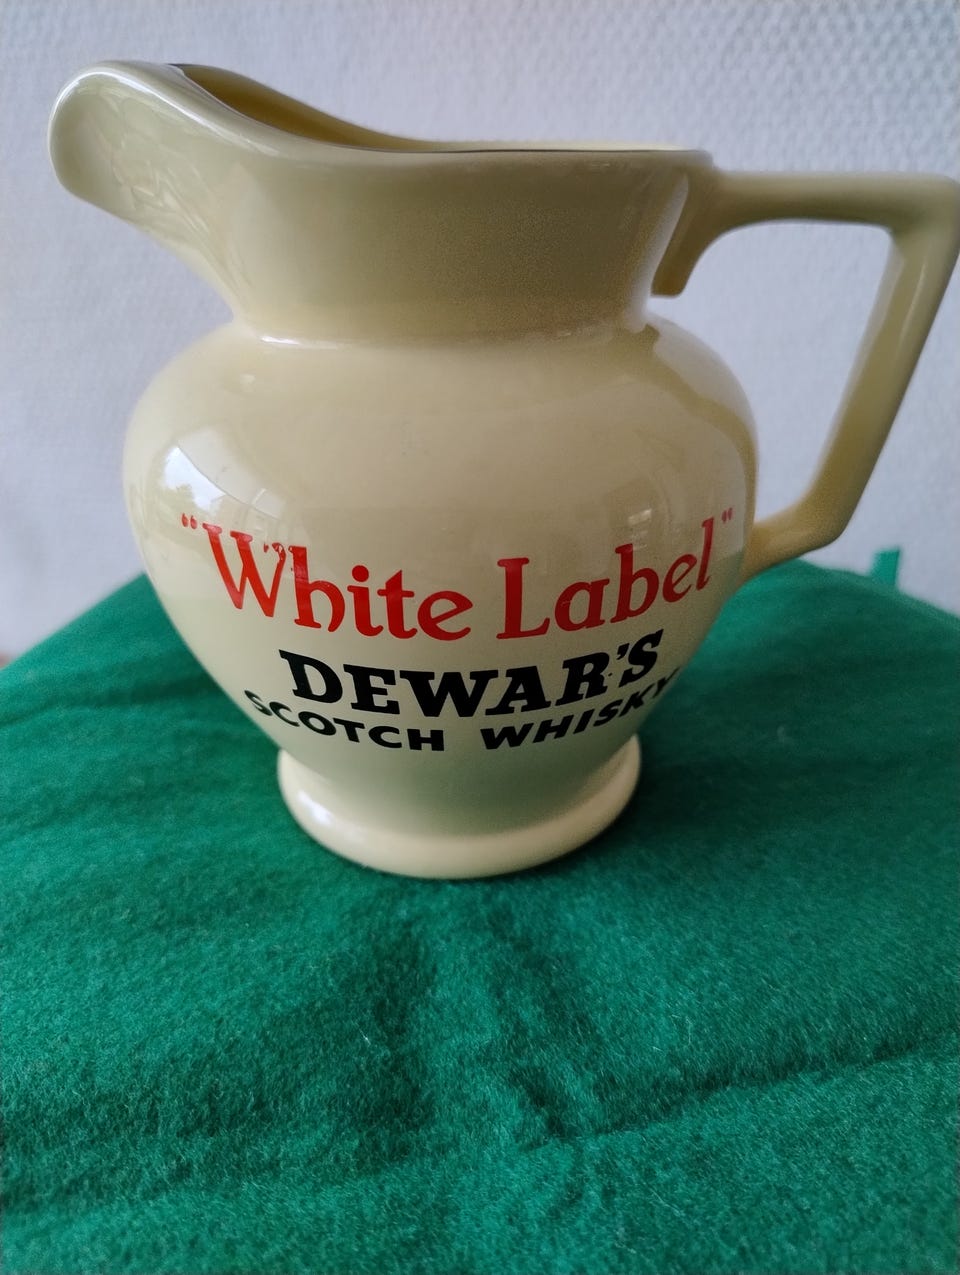 "White Label"
DEWAR'S
SCOTCH WHISKY